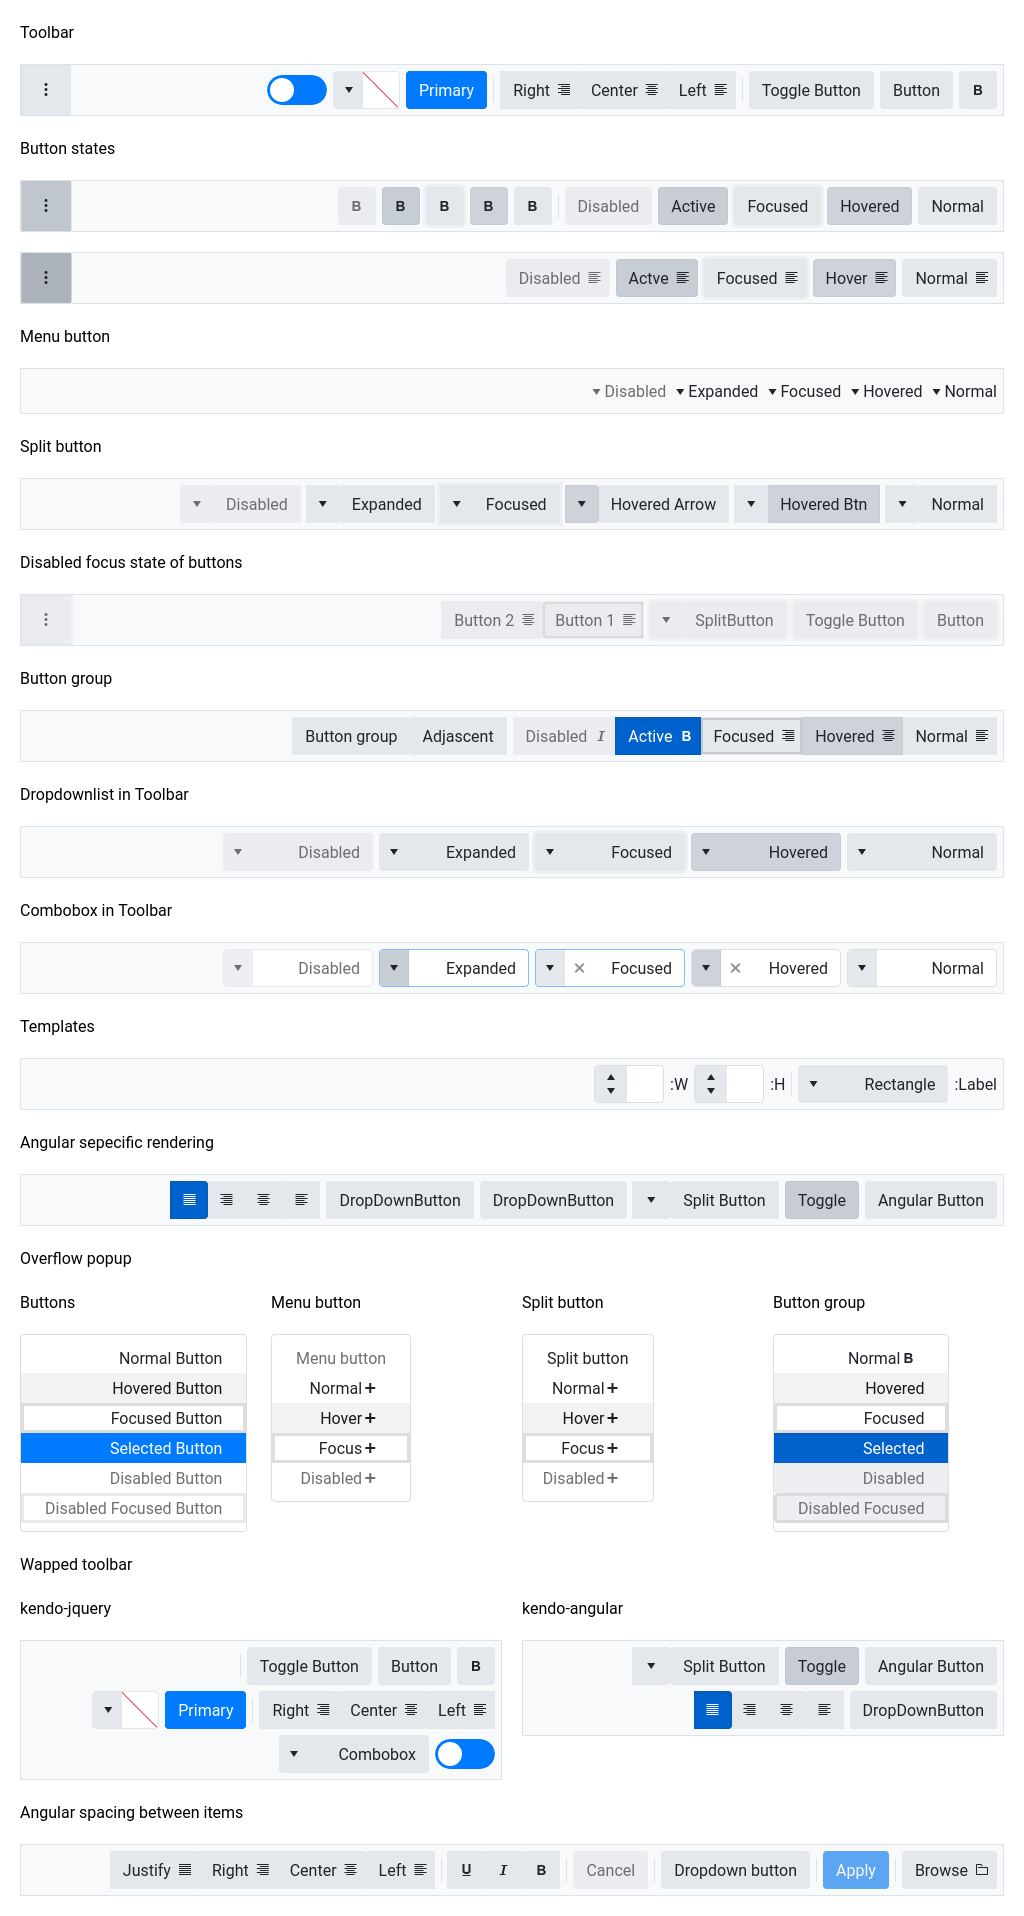 Toolbar
Primary Right Center Left Toggle Button Button B
Button states
B B B B B Disabled Active Focused Hovered Normal
Disabled Actve Focused Hover Normal
Menu button
Disabled Expanded Focused Hovered Normal
Split button
Disabled Expanded Focused Hovered Arrow Hovered Btn Normal
Disabled focus state of buttons
Button 2 Button 1 SplitButton Toggle Button Button
Button group
Button group Adjascent Disabled I Active B Focused Hovered Normal
Dropdownlist in Toolbar
Disabled Expanded Focused Hovered Normal
Combobox in Toolbar
Disabled Expanded Focused Hovered Normal
Templates
:W :H Rectangle :Label
Angular sepecific rendering
DropDownButton DropDownButton Split Button Toggle Angular Button
Overflow popup
Buttons
Normal Button
Hovered Button
Focused Button
Selected Button
Disabled Button
Disabled Focused Button
Menu button
Menu button
Normal
Hover
Focus
Disabled
Split button
Split button
Normal
Hover
Focus
Disabled
Button group
Normal B
Hovered
Focused
Selected
Disabled
Disabled Focused
Wapped toolbar
kendo-jquery
Toggle Button Button B
Primary Right Center Left
Combobox
kendo-angular
Split Button Toggle Angular Button
DropDownButton
Angular spacing between items
Justify Right Center Left U I B Cancel Dropdown button Apply Browse